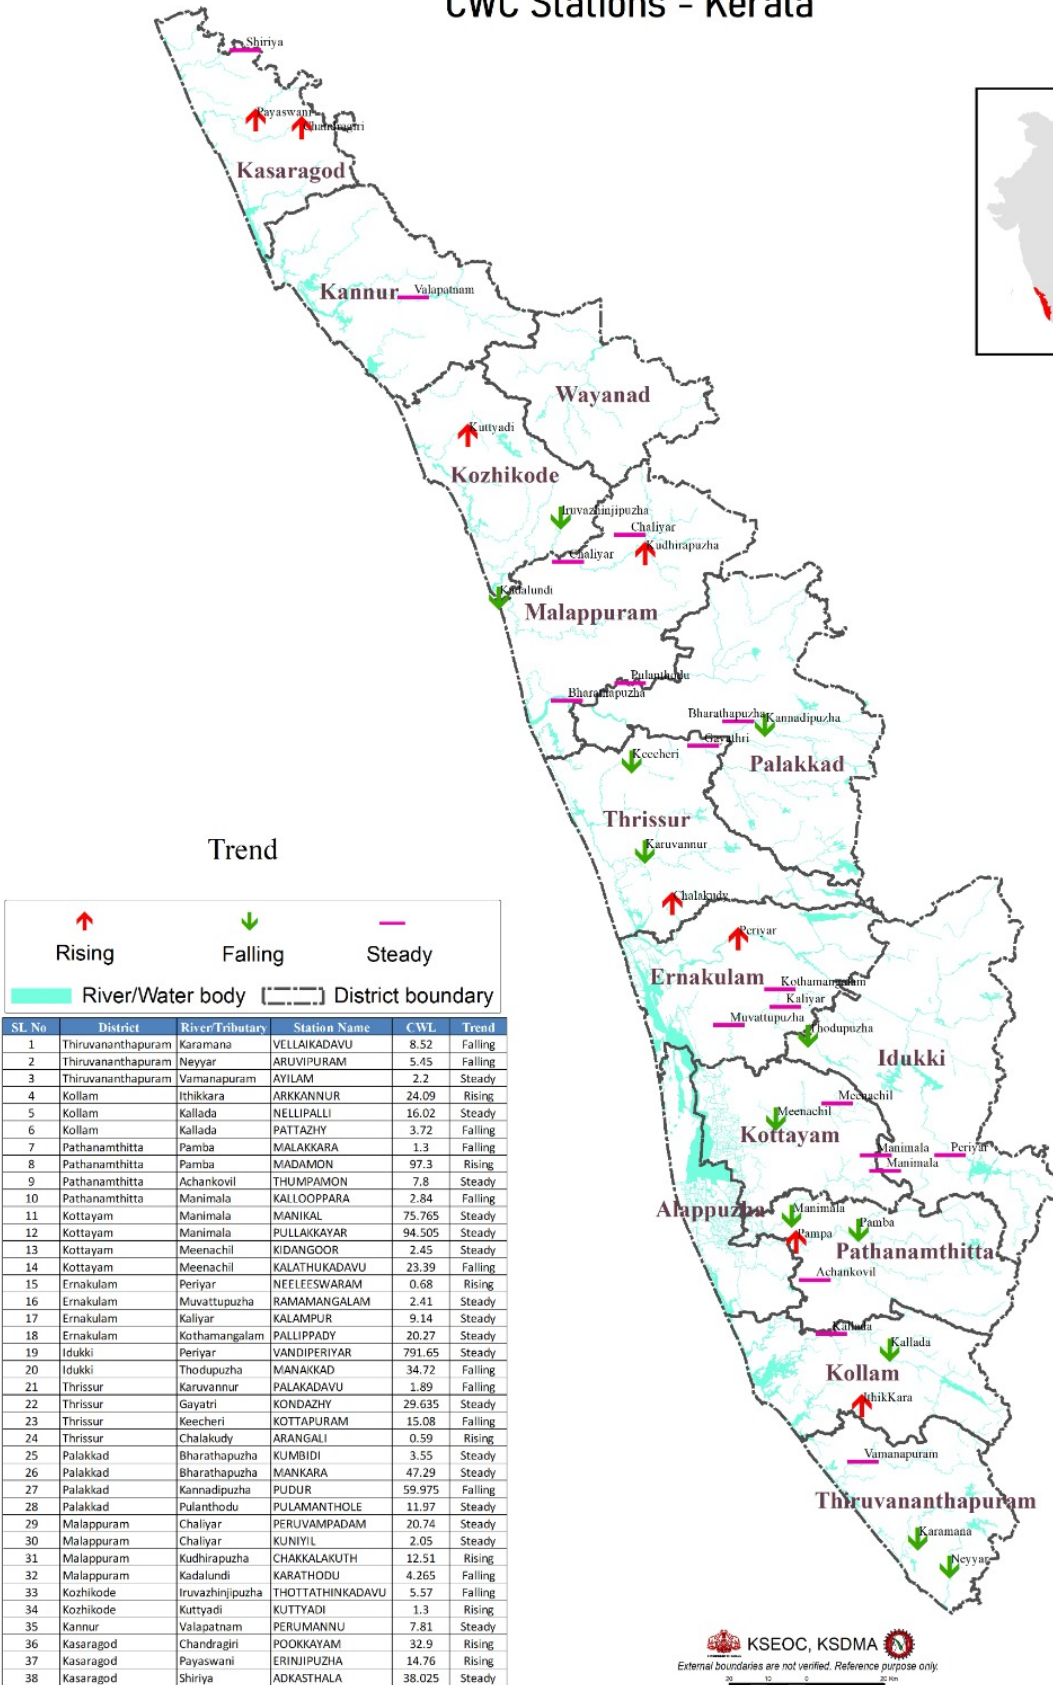 CWC Stations - Kerala
Shiriya
Payaswani
Chandragiri
Kasaragod
Kannur
Valapatnam
Wayanad
Kuttyadi
Kozhikode
Iruvazhinjipuzha
Chaliyar
Kudhirapuzha
Chaliyar
Kadalundi
Malappuram
Pulanthodu
Bharathapuzha
Bharathapuzha
Kannadipuzha
Gayathri
Keecheri
Palakkad
Thrissur
Karuvannur
Chalakudy
Periyar
Ernakulam
Kothamangalam
Kaliyar
Muvattupuzha
Thodupuzha
Idukki
Meenachil
Meenachil
Kottayam
Manimala
Periyar
Manimala
Alappuzha
Manimala
Pamba
Pampa
Pathanamthitta
Achankovil
Kallada
Kallada
Kollam
IthikKara
Vamanapuram
Thiruvananthapuram
Karamana
Neyyar
Trend
Rising Falling Steady
River/Water body District boundary
SL No District River/Tributary Station Name CWL Trend
1 Thiruvananthapuram Karamana VELLAIKADAVU 8.52 Falling
2 Thiruvananthapuram Neyyar ARUVIPURAM 5.45 Falling
3 Thiruvananthapuram Vamanapuram AYILAM 2.2 Steady
4 Kollam Ithikkara ARKKANNUR 24.09 Rising
5 Kollam Kallada NELLIPALLI 16.02 Steady
6 Kollam Kallada PATTAZHY 3.72 Falling
7 Pathanamthitta Pamba MALAKKARA 1.3 Falling
8 Pathanamthitta Pamba MADAMON 97.3 Rising
9 Pathanamthitta Achankovil THUMPAMON 7.8 Steady
10 Pathanamthitta Manimala KALLOOPPARA 2.84 Falling
11 Kottayam Manimala MANIKAL 75.765 Steady
12 Kottayam Manimala PULLAKKAYAR 94.505 Steady
13 Kottayam Meenachil KIDANGOOR 2.45 Steady
14 Kottayam Meenachil KALATHUKADAVU 23.39 Falling
15 Ernakulam Periyar NEELEESWARAM 0.68 Rising
16 Ernakulam Muvattupuzha RAMAMANGALAM 2.41 Steady
17 Ernakulam Kaliyar KALAMPUR 9.14 Steady
18 Ernakulam Kothamangalam PALLIPPADY 20.27 Steady
19 Idukki Periyar VANDIPERIYAR 791.65 Steady
20 Idukki Thodupuzha MANAKKAD 34.72 Falling
21 Thrissur Karuvannur PALAKADAVU 1.89 Falling
22 Thrissur Gayatri KONDAZHY 29.635 Steady
23 Thrissur Keecheri KOTTAPURAM 15.08 Falling
24 Thrissur Chalakudy ARANGALI 0.59 Rising
25 Palakkad Bharathapuzha KUMBIDI 3.55 Steady
26 Palakkad Bharathapuzha MANKARA 47.29 Steady
27 Palakkad Kannadipuzha PUDUR 59.975 Falling
28 Palakkad Pulanthodu PULAMANTHOLE 11.97 Steady
29 Malappuram Chaliyar PERUVAMPADAM 20.74 Steady
30 Malappuram Chaliyar KUNIYIL 2.05 Steady
31 Malappuram Kudhirapuzha CHAKKALAKUTH 12.51 Rising
32 Malappuram Kadalundi KARATHODU 4.265 Falling
33 Kozhikode Iruvazhinjipuzha THOTTATHINKADAVU 5.57 Falling
34 Kozhikode Kuttyadi KUTTYADI 1.3 Rising
35 Kannur Valapatnam PERUMANNU 7.81 Steady
36 Kasaragod Chandragiri POOKKAYAM 32.9 Rising
37 Kasaragod Payaswani ERINJIPUZHA 14.76 Rising
38 Kasaragod Shiriya ADKASTHALA 38.025 Steady
KSEOC, KSDMA
External boundaries are not verified. Reference purpose only.
20 10 0 20 Km